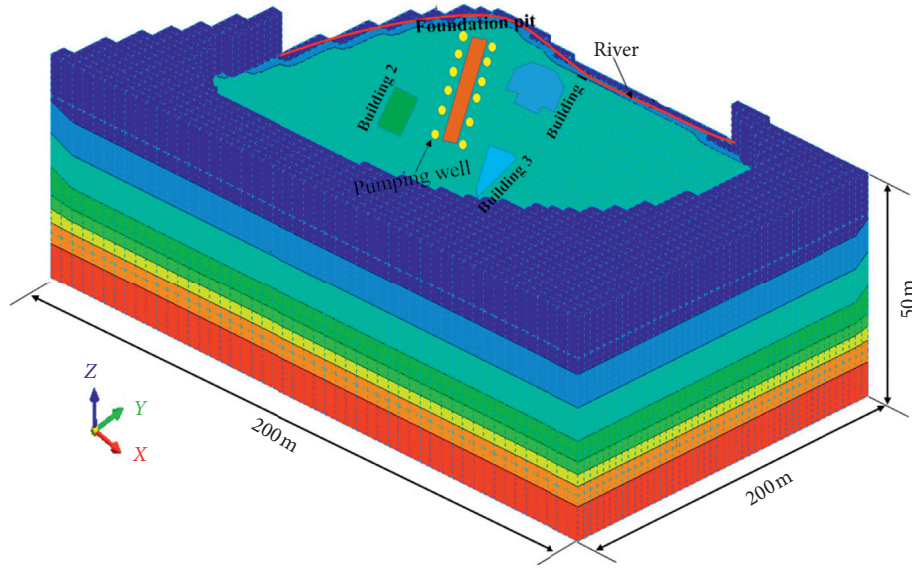 Foundation pit
River
Building 2
Building 1
Pumping well
Building 3
50 m
Z
Y
X
200 m
200 m